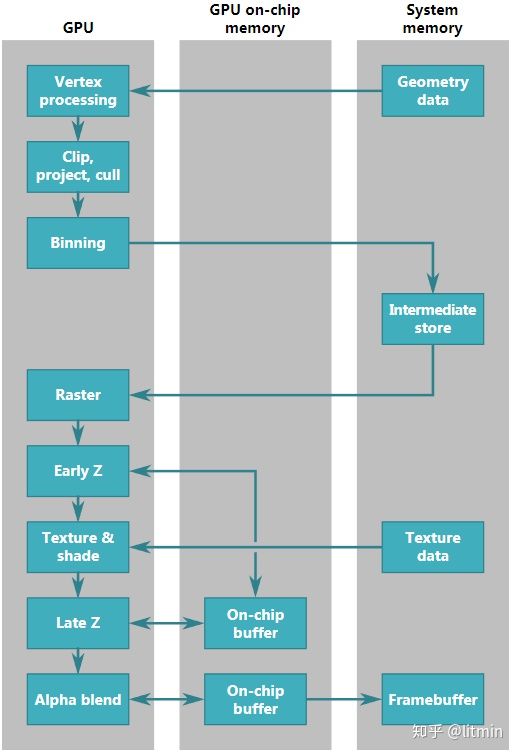 GPU
GPU on-chip
memory
System
memory
Vertex
processing
Geometry
data
Clip,
project, cull
Binning
Intermediate
store
Raster
Early Z
Texture &
shade
Texture
data
Late Z
On-chip
buffer
Alpha blend
On-chip
buffer
Framebuffer
知乎 @litmin